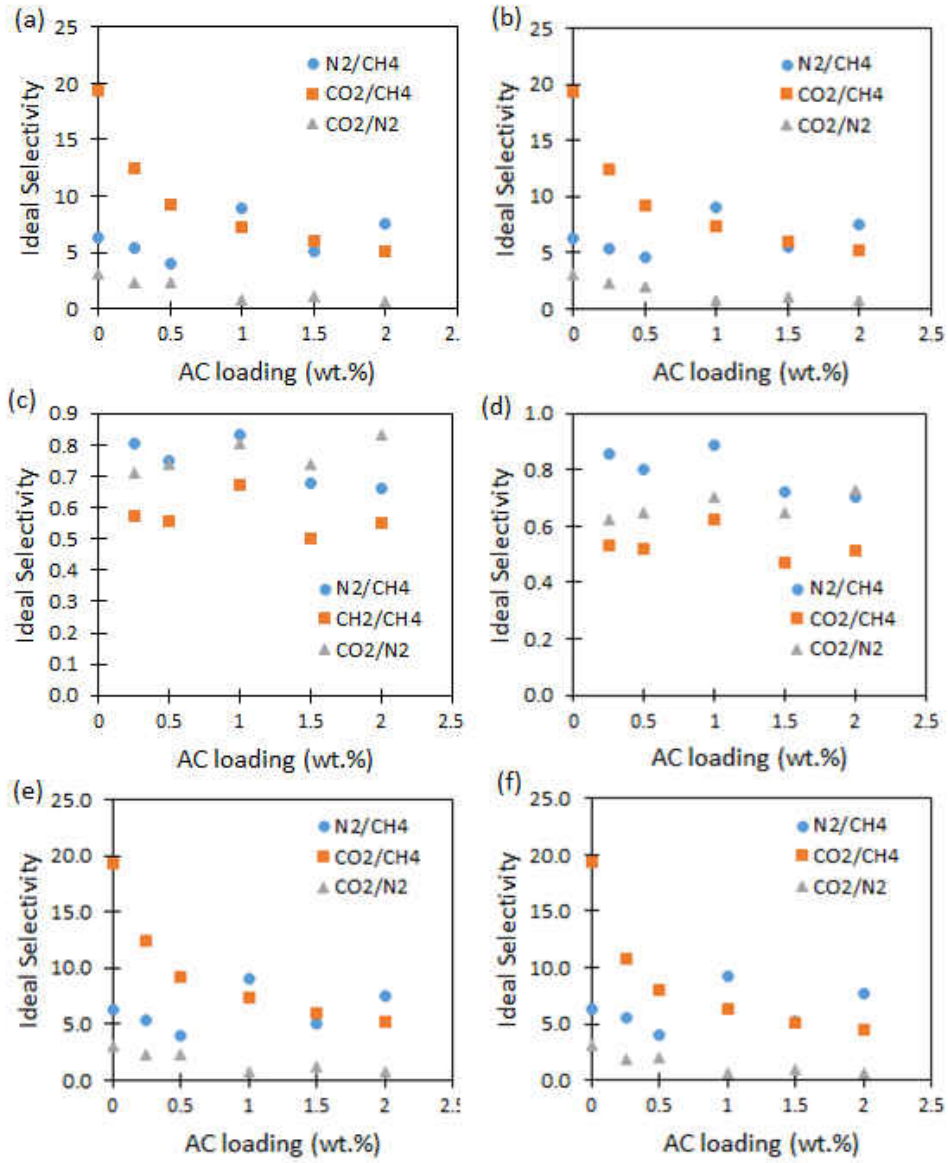 (a)
25
20
15
10
5
0
Ideal Selectivity
N2/CH4
CO2/CH4
CO2/N2
0 0.5 1 1.5 2 2.
AC loading (wt.%)
(b)
25
20
15
10
5
0
Ideal Selectivity
N2/CH4
CO2/CH4
CO2/N2
0 0.5 1 1.5 2 2.5
AC loading (wt.%)
(c)
0.9
0.8
0.7
0.6
0.5
0.4
0.3
0.2
0.1
0.0
Ideal Selectivity
N2/CH4
CH2/CH4
CO2/N2
0 0.5 1 1.5 2 2.5
AC loading (wt.%)
(d)
1.0
0.8
0.6
0.4
0.2
0.0
Ideal Selectivity
N2/CH4
CO2/CH4
CO2/N2
0 0.5 1 1.5 2 2.5
AC loading (wt.%)
(e)
25.0
20.0
15.0
10.0
5.0
0.0
Ideal Selectivity
N2/CH4
CO2/CH4
CO2/N2
0 0.5 1 1.5 2 2.5
AC loading (wt.%)
(f)
25.0
20.0
15.0
10.0
5.0
0.0
Ideal Selectivity
N2/CH4
CO2/CH4
CO2/N2
0 0.5 1 1.5 2 2.5
AC loading (wt.%)